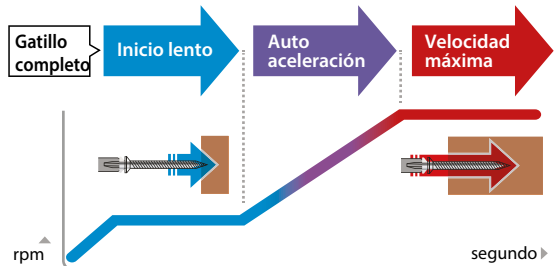 Gatillo
completo
Inicio lento
Auto
aceleración
Velocidad
máxima
rpm
segundo